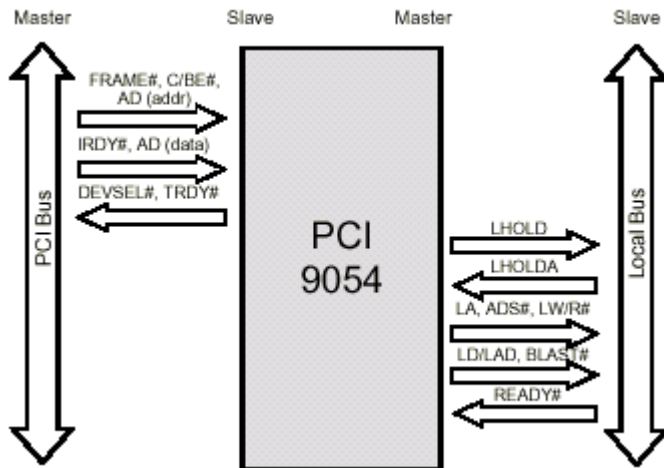 Master Slave Master Slave
FRAME#, C/BE#,
AD (addr)
IRDY#, AD (data)
DEVSEL#, TRDY#
PCI Bus
PCI
9054
LHOLD
LHOLDA
LA, ADS#, LW/R#
LD/LAD, BLAST#
READY#
Local Bus